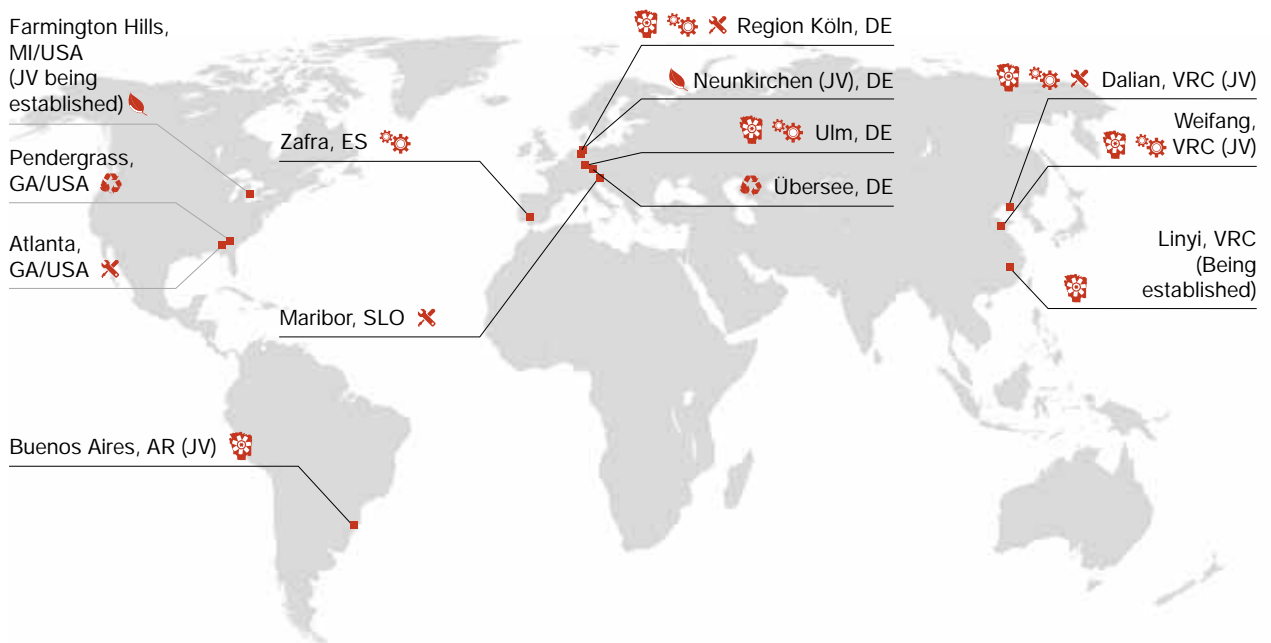 Farmington Hills,
MI/USA
(JV being
established)
Pendergrass,
GA/USA
Atlanta,
GA/USA
Zafra, ES
Maribor, SLO
Buenos Aires, AR (JV)
Region Köln, DE
Neunkirchen (JV), DE
Ulm, DE
Übersee, DE
Dalian, VRC (JV)
Weifang,
VRC (JV)
Linyi, VRC
(Being
established)